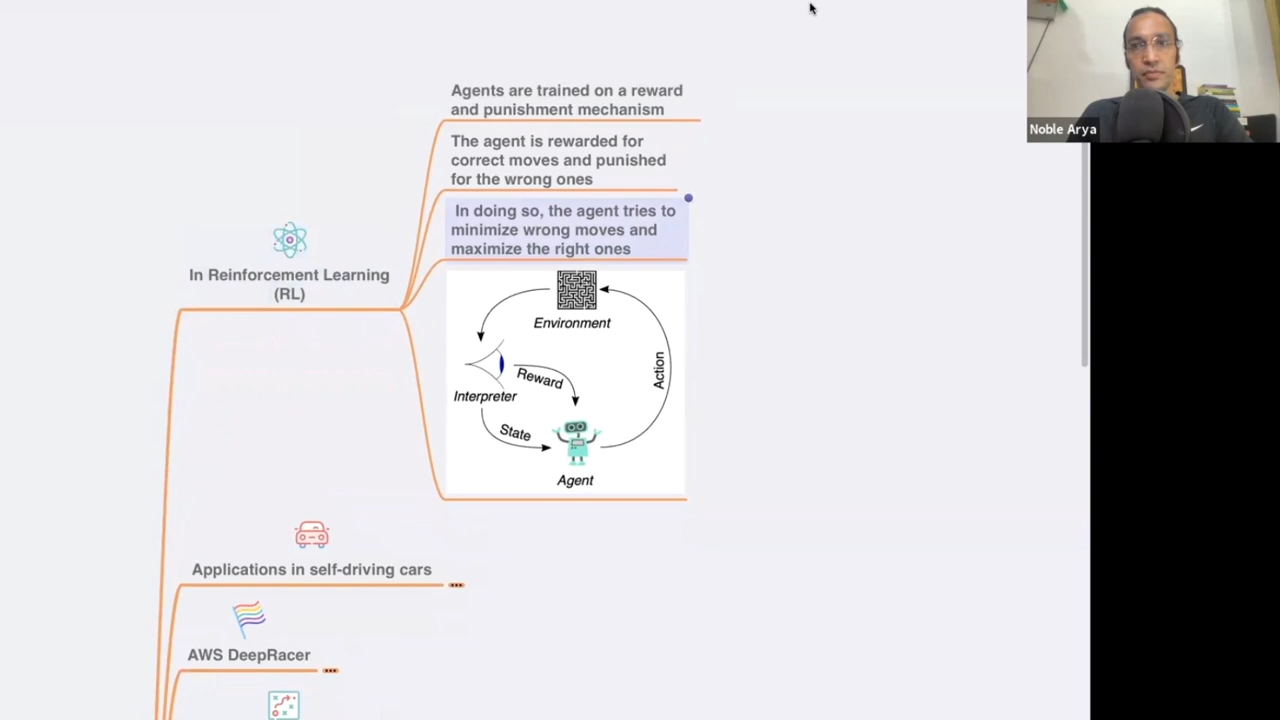 Agents are trained on a reward
and punishment mechanism
The agent is rewarded for
correct moves and punished
for the wrong ones
In doing so, the agent tries to
minimize wrong moves and
maximize the right ones
In Reinforcement Learning
(RL)
Environment
Reward
Action
Interpreter
State
Agent
Applications in self-driving cars
AWS DeepRacer
Noble Arya